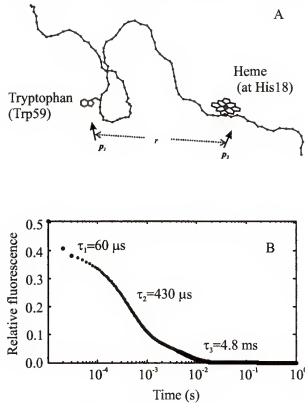 A
Tryptophan
(Trp59)
Heme
(at His18)
p₁ r p₂
B
Relative fluorescence
0.5
0.4
0.3
0.2
0.1
0.0
τ₁=60 μs
τ₂=430 μs
τ₃=4.8 ms
10⁻⁴ 10⁻³ 10⁻² 10⁻¹ 10⁰
Time (s)